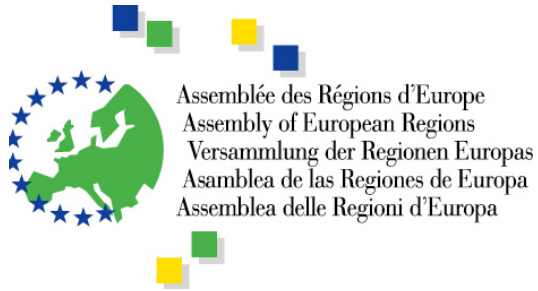 Assemblée des Régions d'Europe
Assembly of European Regions
Versammlung der Regionen Europas
Asamblea de las Regiones de Europa
Assemblea delle Regioni d'Europa